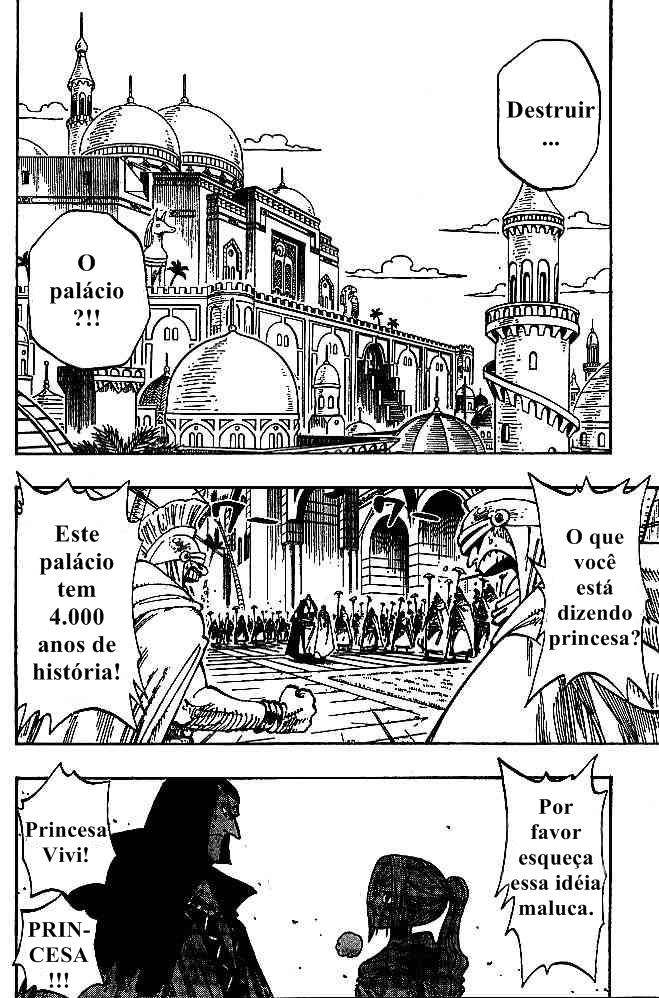 Destruir
...
O
palácio
?!!
O que
você
está
dizendo
princesa?
Este
palácio
tem
4.000
anos de
história!
Por
favor
esqueça
essa idéia
maluca.
Princesa
Vivi!
PRIN-
CESA
!!!